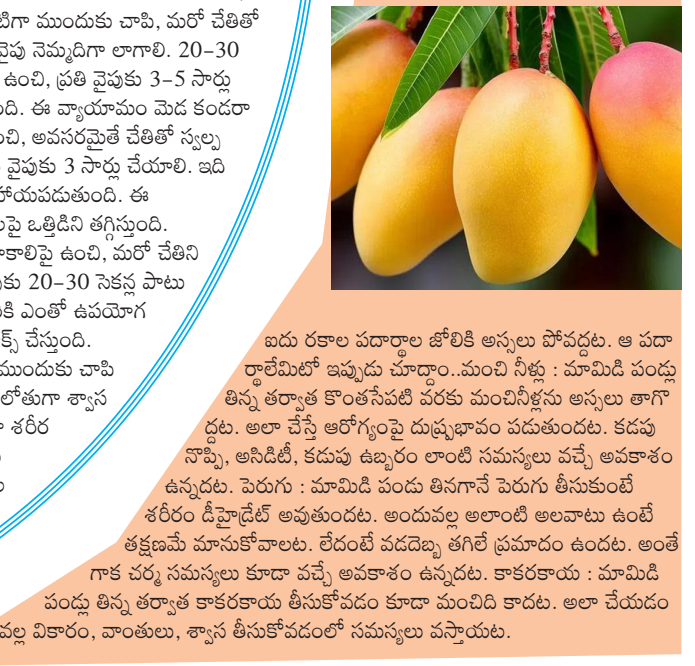 టిగా ముందుకు చాపి, మరో చేతితో
వైపు నెమ్మదిగా లాగాలి. 20-30
ఉంచి, ప్రతి వైపుకు 3-5 సార్లు
ంది. ఈ వ్యాయామం మెడ కండరా
ంచి, అవసరమైతే చేతితో స్వల్ప
వైపుకు 3 సార్లు చేయాలి. ఇది
హాయపడుతుంది. ఈ
లపై ఒత్తిడిని తగ్గిస్తుంది.
ాకాలిపై ఉంచి, మరో చేతిని
కు 20-30 సెకన్ల పాటు
కి ఎంతో ఉపయోగ
క్స్ చేస్తుంది.
ముందుకు చాపి
లోతుగా శ్వాస
శరీర
ఐదు రకాల పదార్థాల జోలికి అస్సలు పోవద్దట. ఆ పదా
ర్థాలేమిటో ఇప్పుడు చూద్దాం..మంచి నీళ్లు : మామిడి పండ్లు
తిన్న తర్వాత కొంతసేపటి వరకు మంచినీళ్లను అస్సలు తాగొ
ద్దట. అలా చేస్తే ఆరోగ్యంపై దుష్ప్రభావం పడుతుందట. కడపు
నొప్పి, అసిడిటీ, కడుపు ఉబ్బరం లాంటి సమస్యలు వచ్చే అవకాశం
ఉన్నదట. పెరుగు : మామిడి పండు తినగానే పెరుగు తీసుకుంటే
శరీరం డీహైడ్రేట్ అవుతుందట. అందువల్ల అలాంటి అలవాటు ఉంటే
తక్షణమే మానుకోవాలట. లేదంటే వడదెబ్బ తగిలే ప్రమాదం ఉందట. అంతే
గాక చర్మ సమస్యలు కూడా వచ్చే అవకాశం ఉన్నదట. కాకరకాయ : మామిడి
పండ్లు తిన్న తర్వాత కాకరకాయ తీసుకోవడం కూడా మంచిది కాదట. అలా చేయడం
వల్ల వికారం, వాంతులు, శ్వాస తీసుకోవడంలో సమస్యలు వస్తాయట.